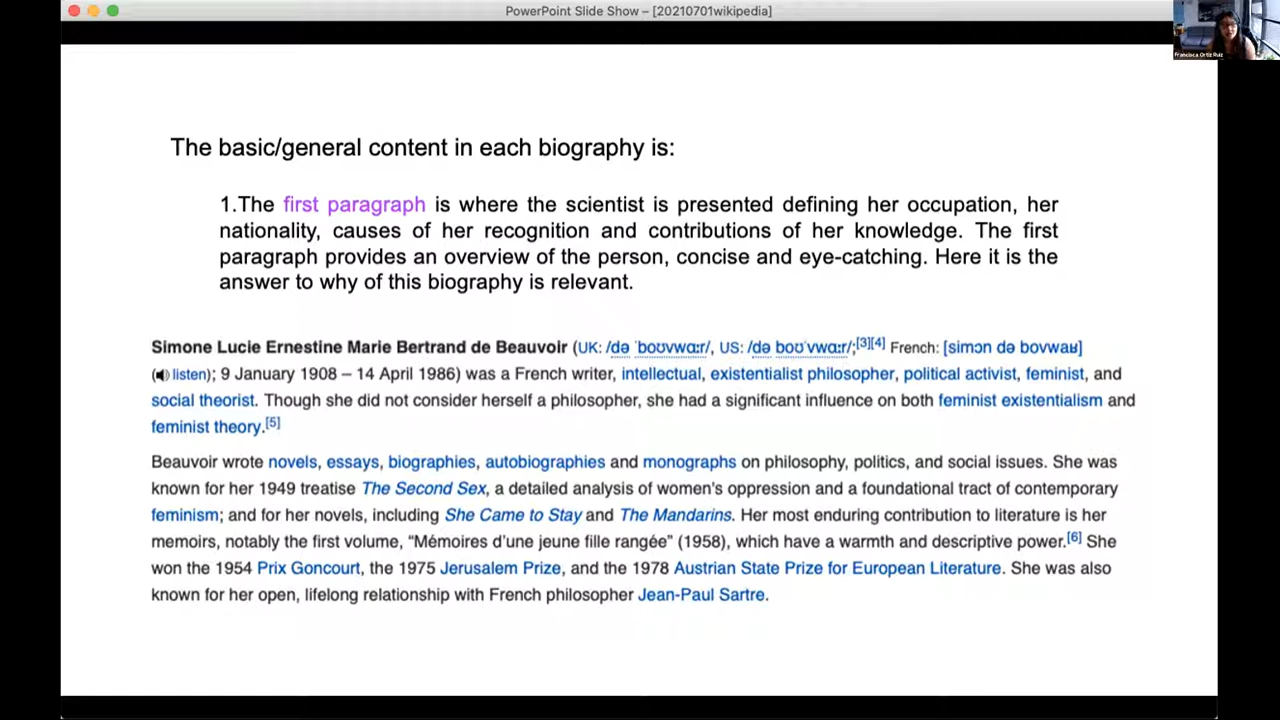 PowerPoint Slide Show – [20210701wikipedia]
Francisca Ortiz Ruiz
The basic/general content in each biography is:
1.The first paragraph is where the scientist is presented defining her occupation, her
nationality, causes of her recognition and contributions of her knowledge. The first
paragraph provides an overview of the person, concise and eye-catching. Here it is the
answer to why of this biography is relevant.
Simone Lucie Ernestine Marie Bertrand de Beauvoir (UK: /də ˈboʊvwɑːr/, US: /də boʊˈvwɑːr/;[3][4] French: [simɔn də bovwaʁ]
(listen); 9 January 1908 – 14 April 1986) was a French writer, intellectual, existentialist philosopher, political activist, feminist, and
social theorist. Though she did not consider herself a philosopher, she had a significant influence on both feminist existentialism and
feminist theory.[5]
Beauvoir wrote novels, essays, biographies, autobiographies and monographs on philosophy, politics, and social issues. She was
known for her 1949 treatise The Second Sex, a detailed analysis of women's oppression and a foundational tract of contemporary
feminism; and for her novels, including She Came to Stay and The Mandarins. Her most enduring contribution to literature is her
memoirs, notably the first volume, “Mémoires d’une jeune fille rangée” (1958), which have a warmth and descriptive power.[6] She
won the 1954 Prix Goncourt, the 1975 Jerusalem Prize, and the 1978 Austrian State Prize for European Literature. She was also
known for her open, lifelong relationship with French philosopher Jean-Paul Sartre.